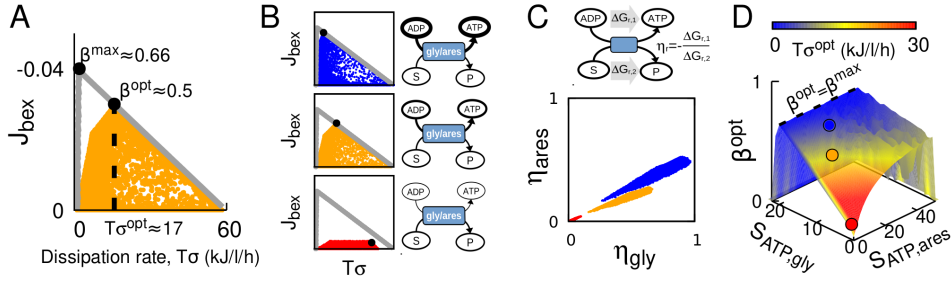 A
β^max≈0.66
-0.04
β^opt≈0.5
J_bex
0
0
Tσ^opt≈17
60
Dissipation rate, Tσ (kJ/l/h)
B
J_bex
ADP
ATP
gly/ares
S
P
J_bex
ADP
ATP
gly/ares
S
P
J_bex
ADP
ATP
gly/ares
S
P
Tσ
C
ADP
ΔG_r,1
ATP
η_r=-ΔG_r,1/ΔG_r,2
S
ΔG_r,2
P
1
η_ares
0
0
1
η_gly
D
0
30
Tσ^opt (kJ/l/h)
1
β^opt=β^max
β^opt
0
20
10
0
S_ATP,gly
0
20
40
S_ATP,ares